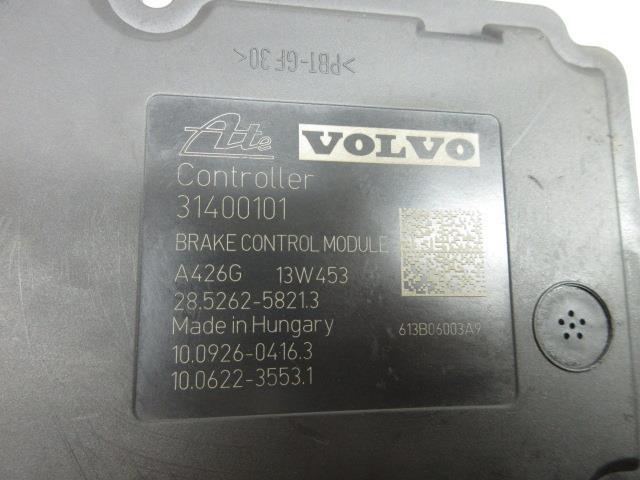 >PBT-GF30<
Ate VOLVO
Controller
31400101
BRAKE CONTROL MODULE
A426G 13W453
28.5262-5821.3
Made in Hungary 613B06003A9
10.0926-0416.3
10.0622-3553.1